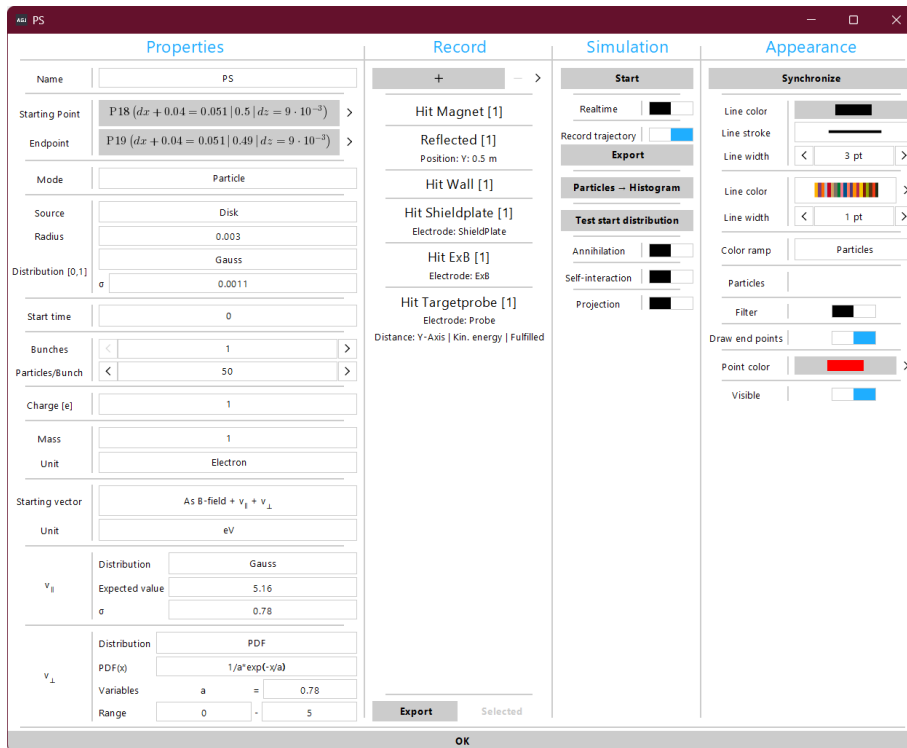 AGJ PS
Properties
Name PS
Starting Point P18 (dx + 0.04 = 0.051 | 0.5 | dz = 9 · 10⁻³)
Endpoint P19 (dx + 0.04 = 0.051 | 0.49 | dz = 9 · 10⁻³)
Mode Particle
Source Disk
Radius 0.003
Distribution [0,1] Gauss
σ 0.0011
Start time 0
Bunches 1
Particles/Bunch 50
Charge [e] 1
Mass 1
Unit Electron
Starting vector As B-field + v∥ + v⊥
Unit eV
v∥
Distribution Gauss
Expected value 5.16
σ 0.78
v⊥
Distribution PDF
PDF(x) 1/a*exp(-x/a)
Variables a = 0.78
Range 0 - 5
Record
+ − >
Hit Magnet [1]
Reflected [1]
Position: Y: 0.5 m
Hit Wall [1]
Hit Shieldplate [1]
Electrode: ShieldPlate
Hit ExB [1]
Electrode: ExB
Hit Targetprobe [1]
Electrode: Probe
Distance: Y-Axis | Kin. energy | Fulfilled
Export Selected
Simulation
Start
Realtime
Record trajectory
Export
Particles → Histogram
Test start distribution
Annihilation
Self-interaction
Projection
Appearance
Synchronize
Line color
Line stroke
Line width 3 pt
Line color
Line width 1 pt
Color ramp Particles
Particles
Filter
Draw end points
Point color
Visible
OK